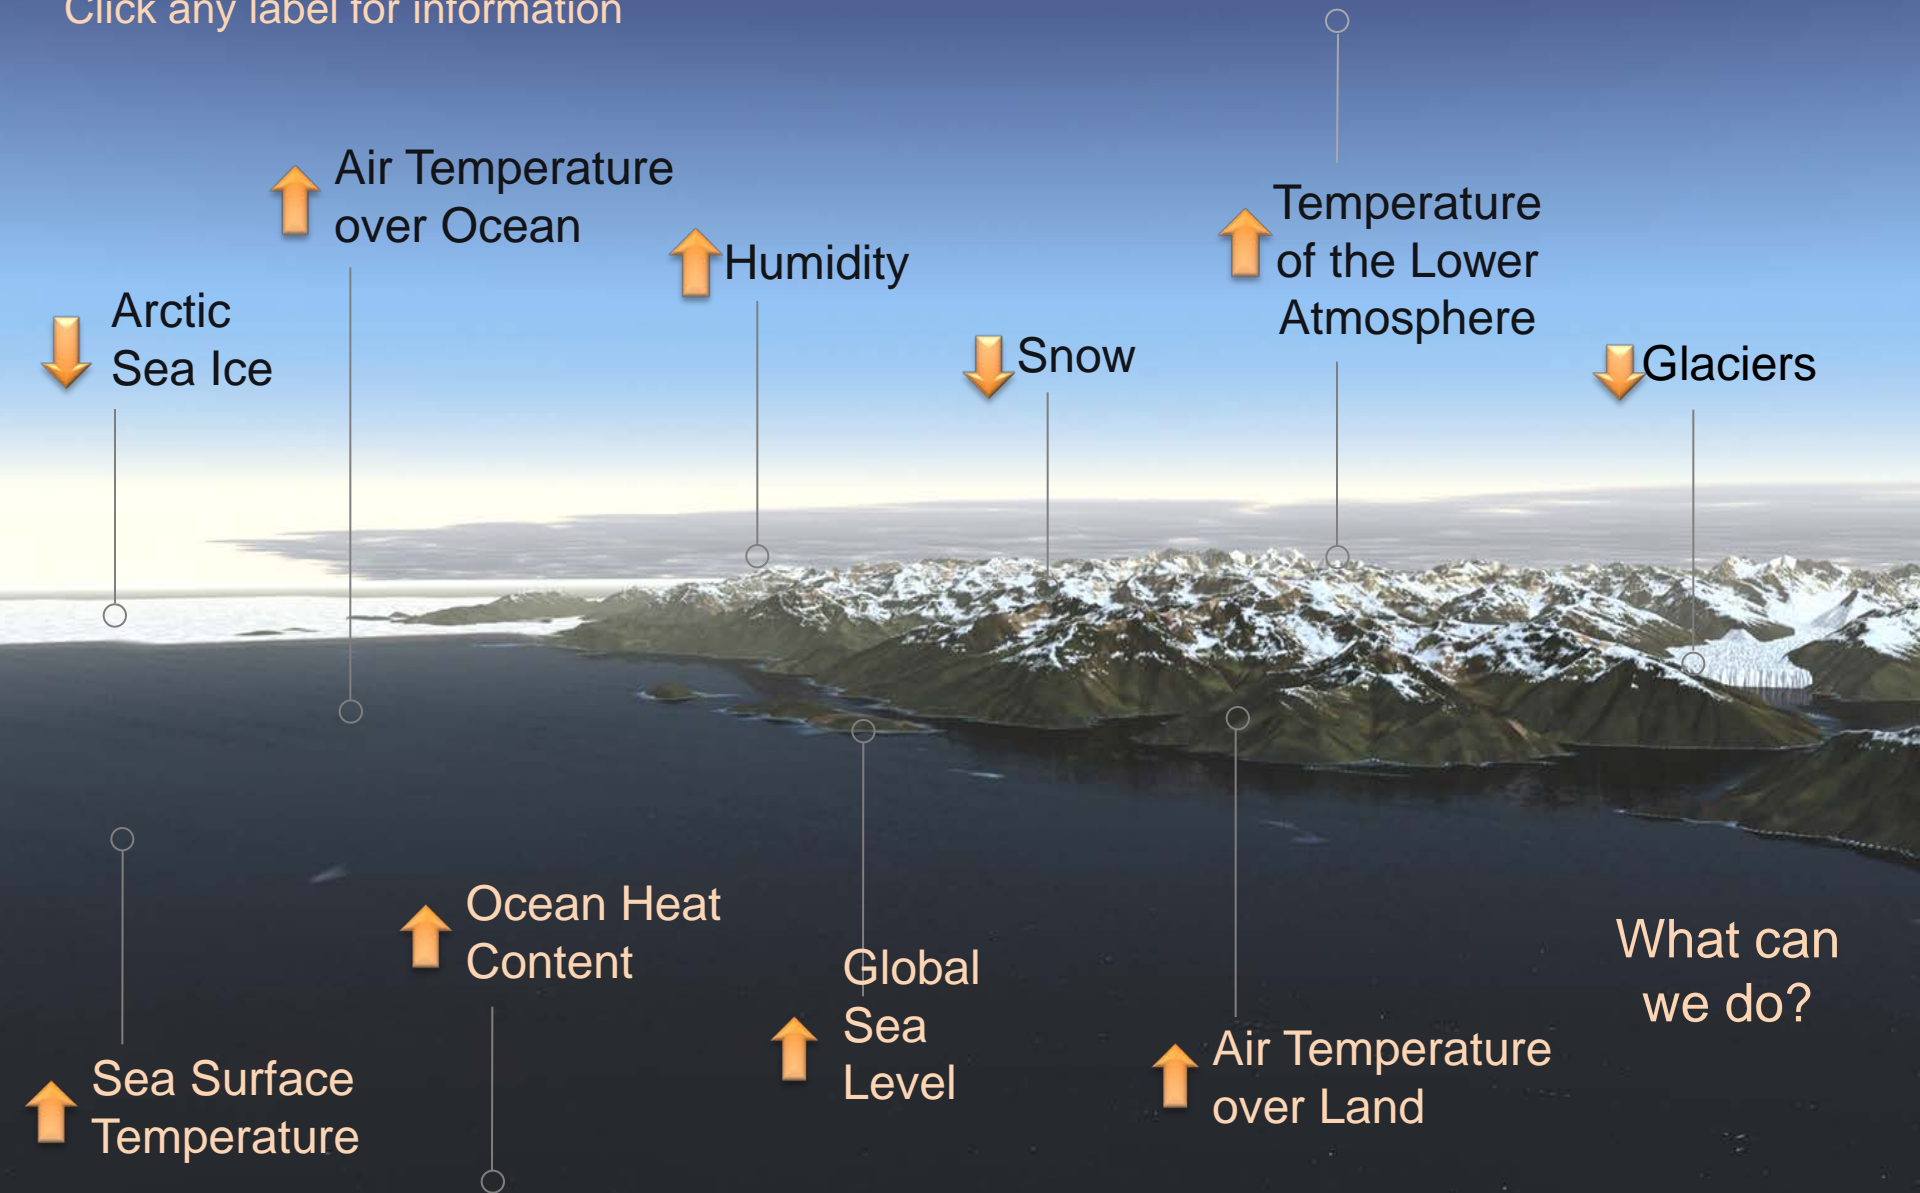 Click any label for information
Air Temperature
over Ocean
Humidity
Temperature
of the Lower
Atmosphere
Arctic
Sea Ice
Snow
Glaciers
Ocean Heat
Content
Global
Sea
Level
What can
we do?
Air Temperature
over Land
Sea Surface
Temperature